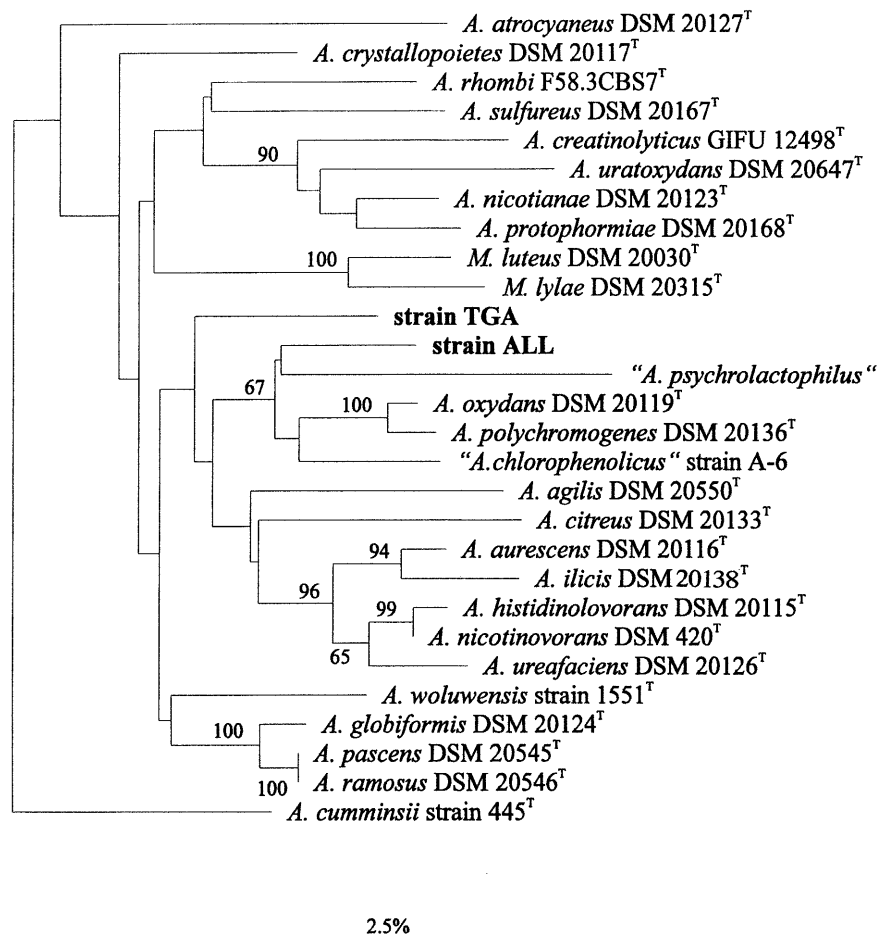 A. atrocyaneus DSM 20127T
A. crystallopoietes DSM 20117T
A. rhombi F58.3CBS7T
A. sulfureus DSM 20167T
A. creatinolyticus GIFU 12498T
90
A. uratoxydans DSM 20647T
A. nicotianae DSM 20123T
A. protophormiae DSM 20168T
M. luteus DSM 20030T
100
M. lylae DSM 20315T
strain TGA
strain ALL
"A. psychrolactophilus"
67
A. oxydans DSM 20119T
100
A. polychromogenes DSM 20136T
"A.chlorophenolicus" strain A-6
A. agilis DSM 20550T
A. citreus DSM 20133T
A. aurescens DSM 20116T
94
A. ilicis DSM20138T
96
A. histidinolovorans DSM 20115T
99
A. nicotinovorans DSM 420T
65
A. ureafaciens DSM 20126T
A. woluwensis strain 1551T
A. globiformis DSM 20124T
100
A. pascens DSM 20545T
A. ramosus DSM 20546T
100
A. cumminsii strain 445T
2.5%